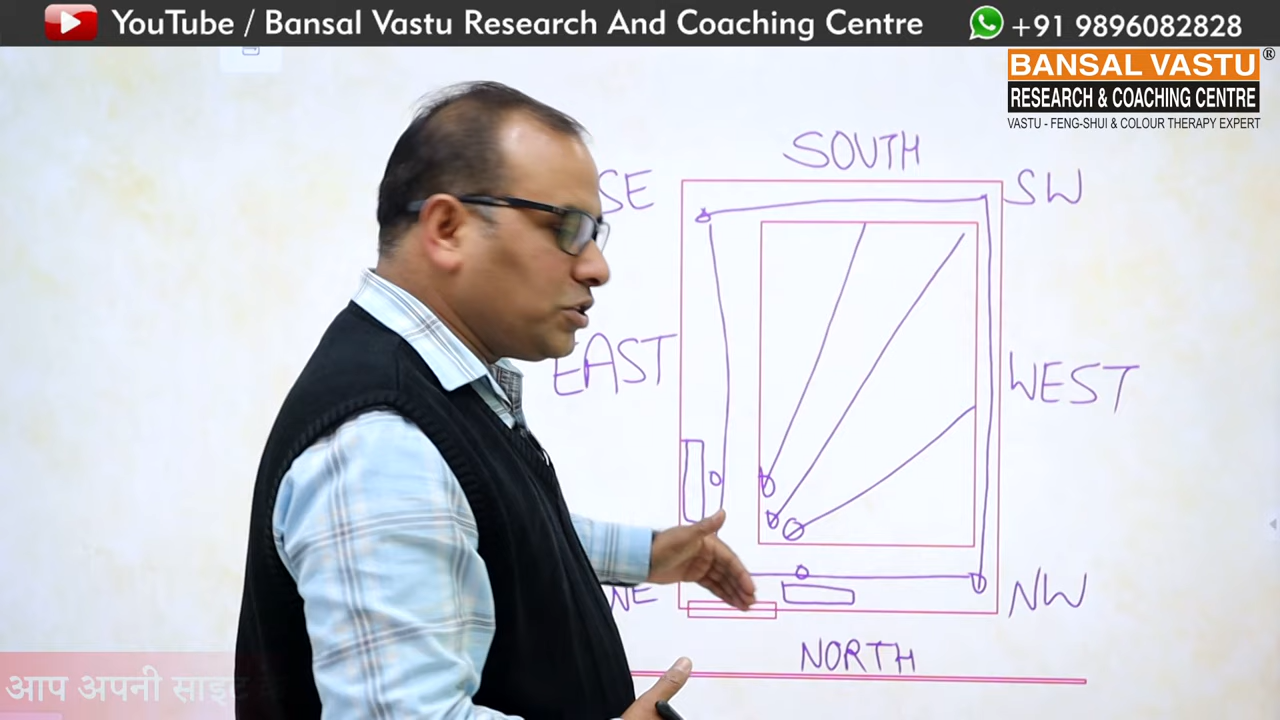 YouTube / Bansal Vastu Research And Coaching Centre
+91 9896082828
BANSAL VASTU ®
RESEARCH & COACHING CENTRE
VASTU - FENG-SHUI & COLOUR THERAPY EXPERT
SOUTH
SE
SW
EAST
WEST
NE
NW
NORTH
आप अपनी साइट